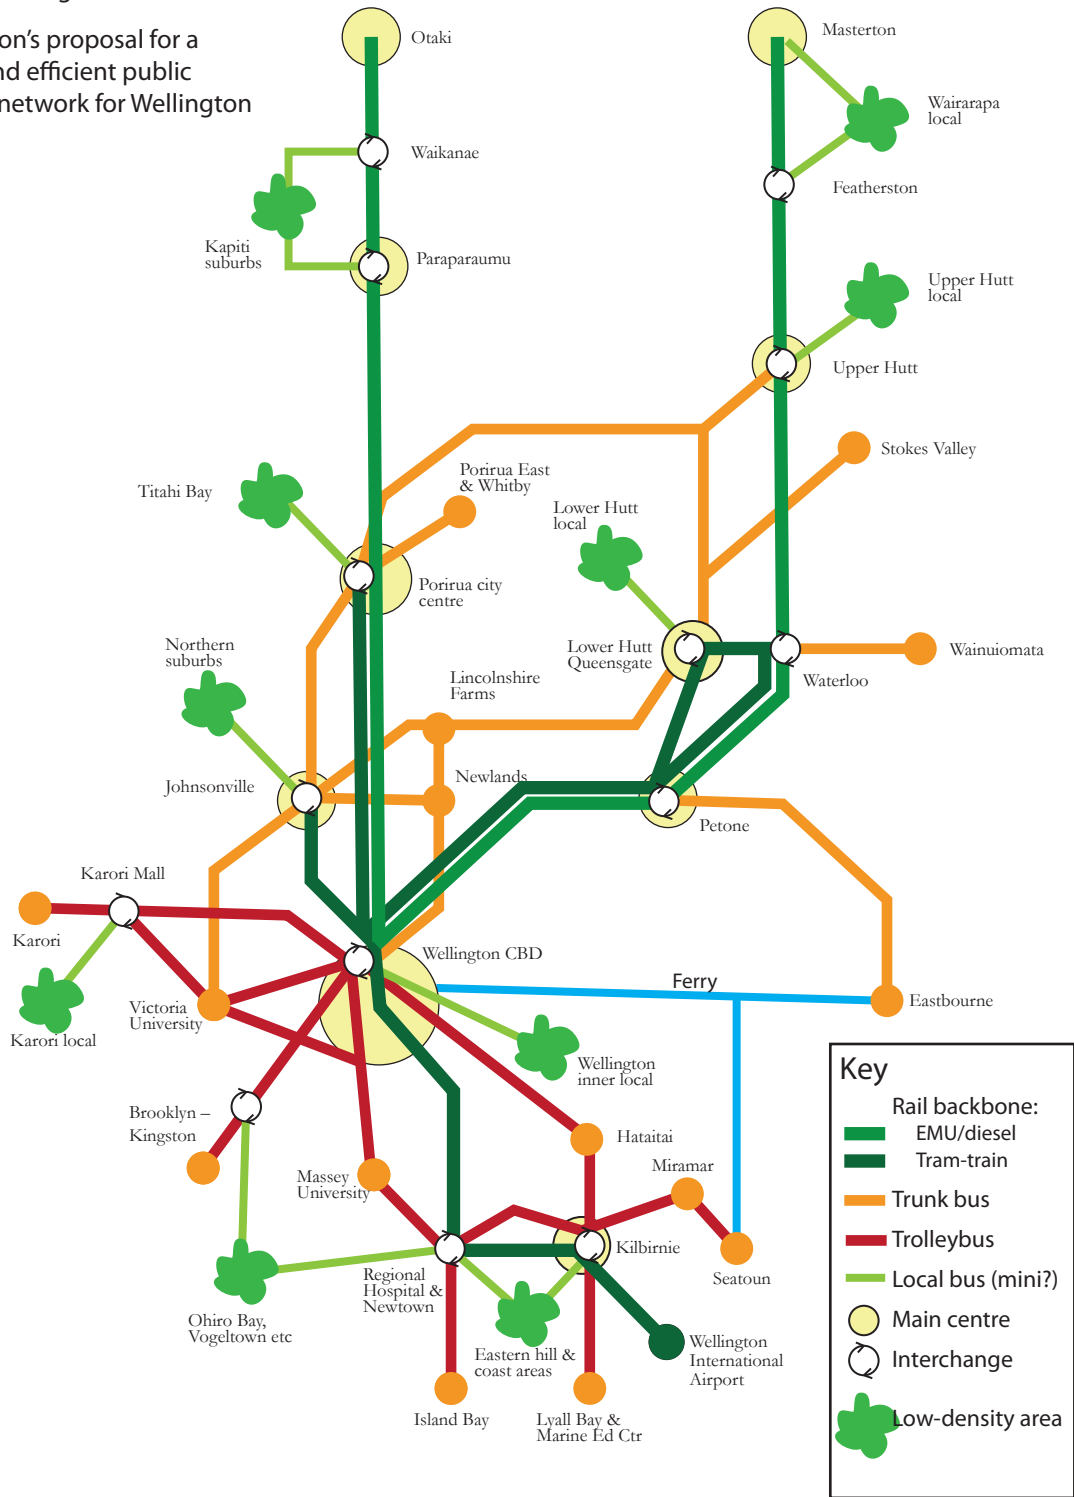 on's proposal for a
nd efficient public
network for Wellington
Otaki
Masterton
Wairarapa
local
Waikanae
Featherston
Kapiti
suburbs
Paraparaumu
Upper Hutt
local
Upper Hutt
Stokes Valley
Titahi Bay
Porirua East
& Whitby
Lower Hutt
local
Porirua city
centre
Northern
suburbs
Lower Hutt
Queensgate
Wainuiomata
Waterloo
Lincolnshire
Farms
Johnsonville
Newlands
Petone
Karori Mall
Karori
Wellington CBD
Ferry
Victoria
University
Eastbourne
Karori local
Wellington
inner local
Brooklyn –
Kingston
Hataitai
Miramar
Massey
University
Kilbirnie
Seatoun
Regional
Hospital &
Newtown
Ohiro Bay,
Vogeltown etc
Eastern hill &
coast areas
Wellington
International
Airport
Island Bay
Lyall Bay &
Marine Ed Ctr
Key
Rail backbone:
EMU/diesel
Tram-train
Trunk bus
Trolleybus
Local bus (mini?)
Main centre
Interchange
Low-density area